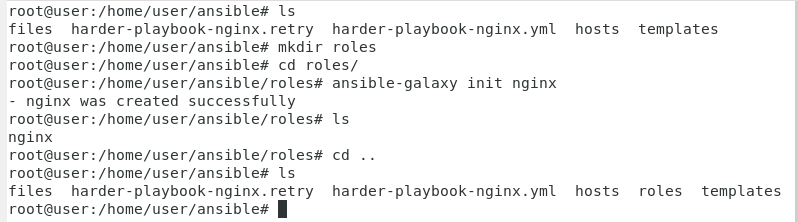 root@user:/home/user/ansible# ls
files  harder-playbook-nginx.retry  harder-playbook-nginx.yml  hosts  templates
root@user:/home/user/ansible# mkdir roles
root@user:/home/user/ansible# cd roles/
root@user:/home/user/ansible/roles# ansible-galaxy init nginx
- nginx was created successfully
root@user:/home/user/ansible/roles# ls
nginx
root@user:/home/user/ansible/roles# cd ..
root@user:/home/user/ansible# ls
files  harder-playbook-nginx.retry  harder-playbook-nginx.yml  hosts  roles  templates
root@user:/home/user/ansible#